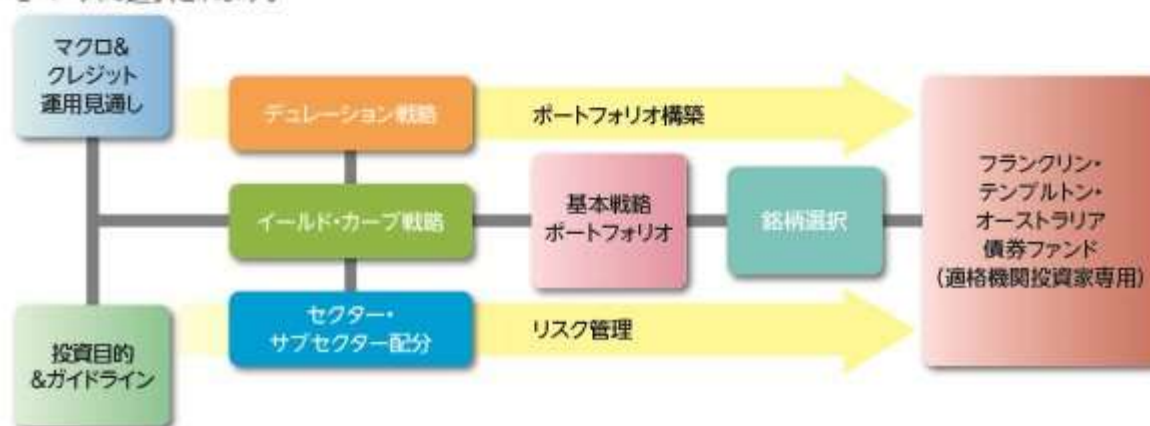 マクロ&
クレジット
運用見通し
デュレーション戦略
ポートフォリオ構築
イールド・カーブ戦略
基本戦略
ポートフォリオ
銘柄選択
フランクリン・
テンプルトン・
オーストラリア
債券ファンド
(適格機関投資家専用)
セクター・
サブセクター配分
リスク管理
投資目的
&ガイドライン